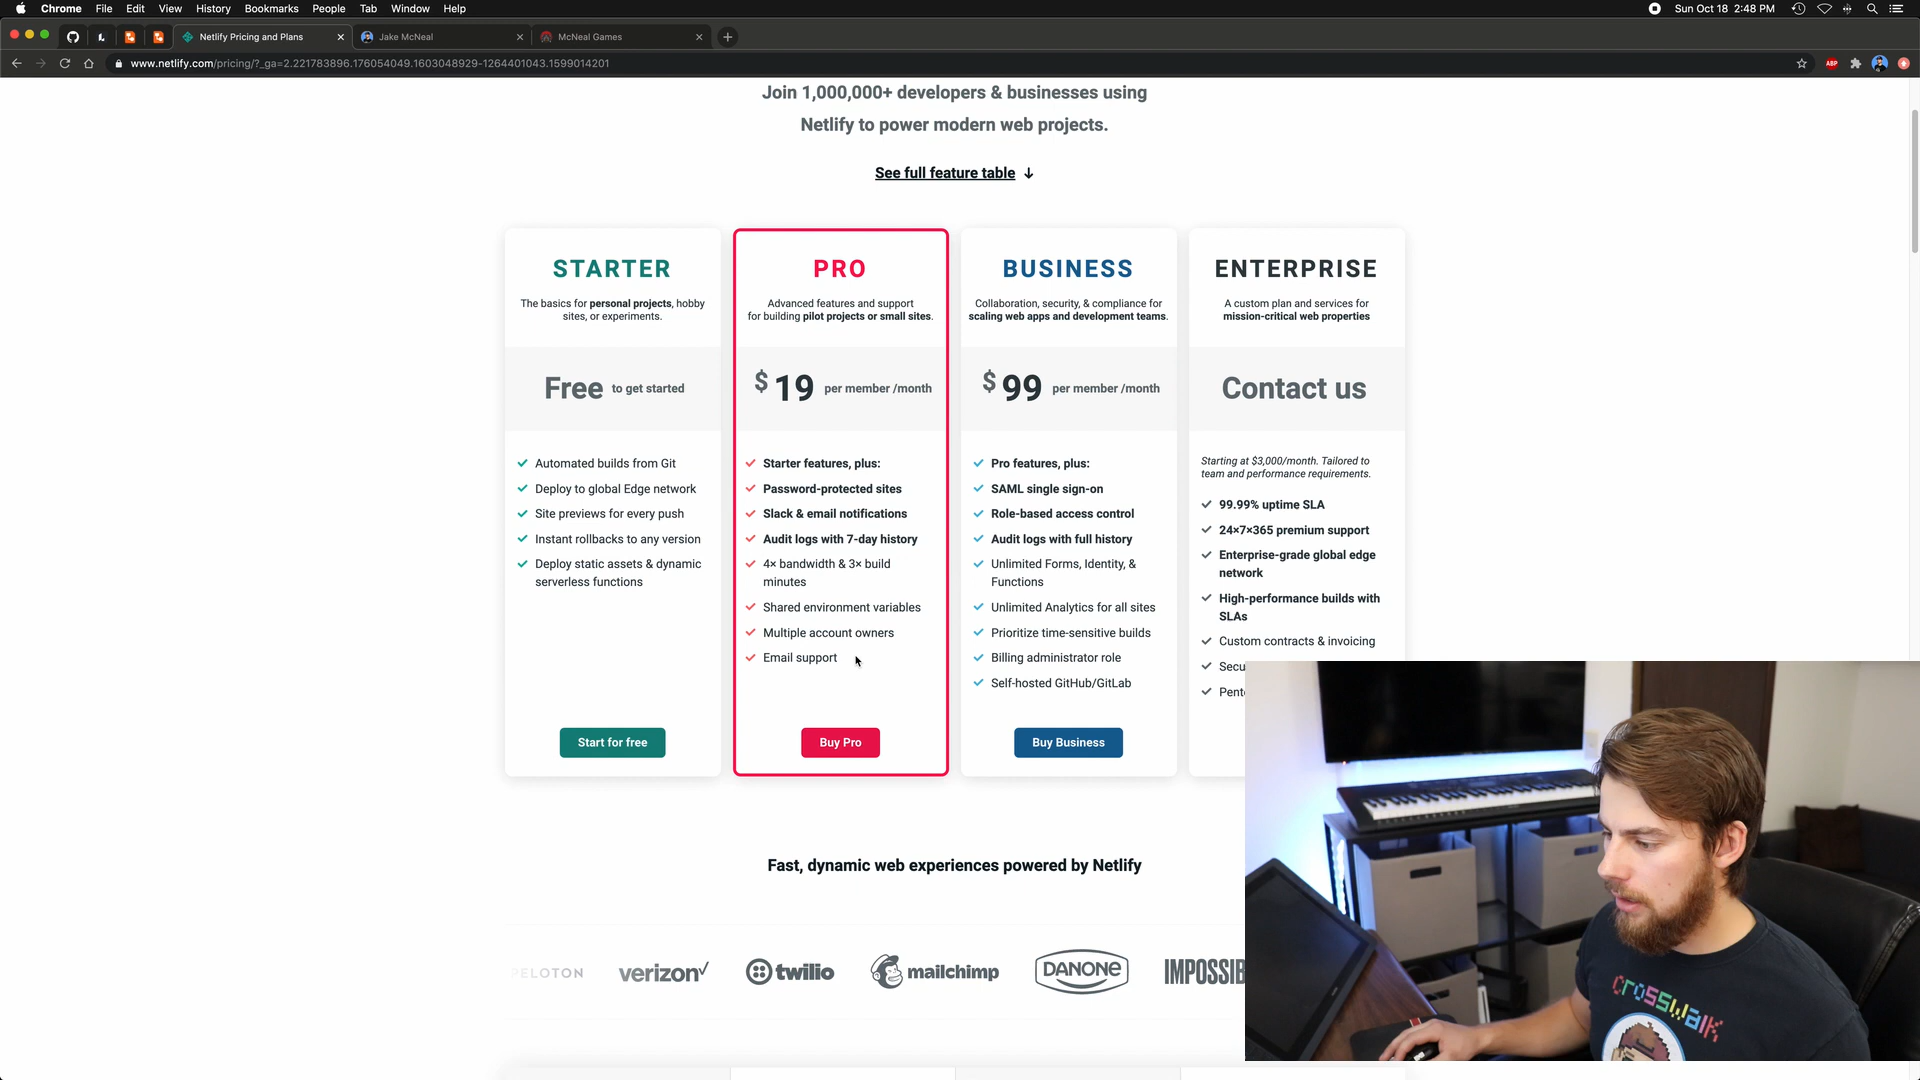 Chrome File Edit View History Bookmarks People Tab Window Help
Sun Oct 18 2:48 PM
Netlify Pricing and Plans
Jake McNeal
McNeal Games
www.netlify.com/pricing/?_ga=2.221783896.176054049.1603048929-1264401043.1599014201
ABP
Join 1,000,000+ developers & businesses using
Netlify to power modern web projects.
See full feature table ↓
STARTER
The basics for personal projects, hobby
sites, or experiments.
Free to get started
Automated builds from Git
Deploy to global Edge network
Site previews for every push
Instant rollbacks to any version
Deploy static assets & dynamic
serverless functions
Start for free
PRO
Advanced features and support
for building pilot projects or small sites.
$19 per member /month
Starter features, plus:
Password-protected sites
Slack & email notifications
Audit logs with 7-day history
4× bandwidth & 3× build
minutes
Shared environment variables
Multiple account owners
Email support
Buy Pro
BUSINESS
Collaboration, security, & compliance for
scaling web apps and development teams.
$99 per member /month
Pro features, plus:
SAML single sign-on
Role-based access control
Audit logs with full history
Unlimited Forms, Identity, &
Functions
Unlimited Analytics for all sites
Prioritize time-sensitive builds
Billing administrator role
Self-hosted GitHub/GitLab
Buy Business
ENTERPRISE
A custom plan and services for
mission-critical web properties
Contact us
Starting at $3,000/month. Tailored to
team and performance requirements.
99.99% uptime SLA
24×7×365 premium support
Enterprise-grade global edge
network
High-performance builds with
SLAs
Custom contracts & invoicing
Secu
Pent
Fast, dynamic web experiences powered by Netlify
PELOTON
verizon
twilio
mailchimp
DANONE
IMPOSSIB
crosswalk